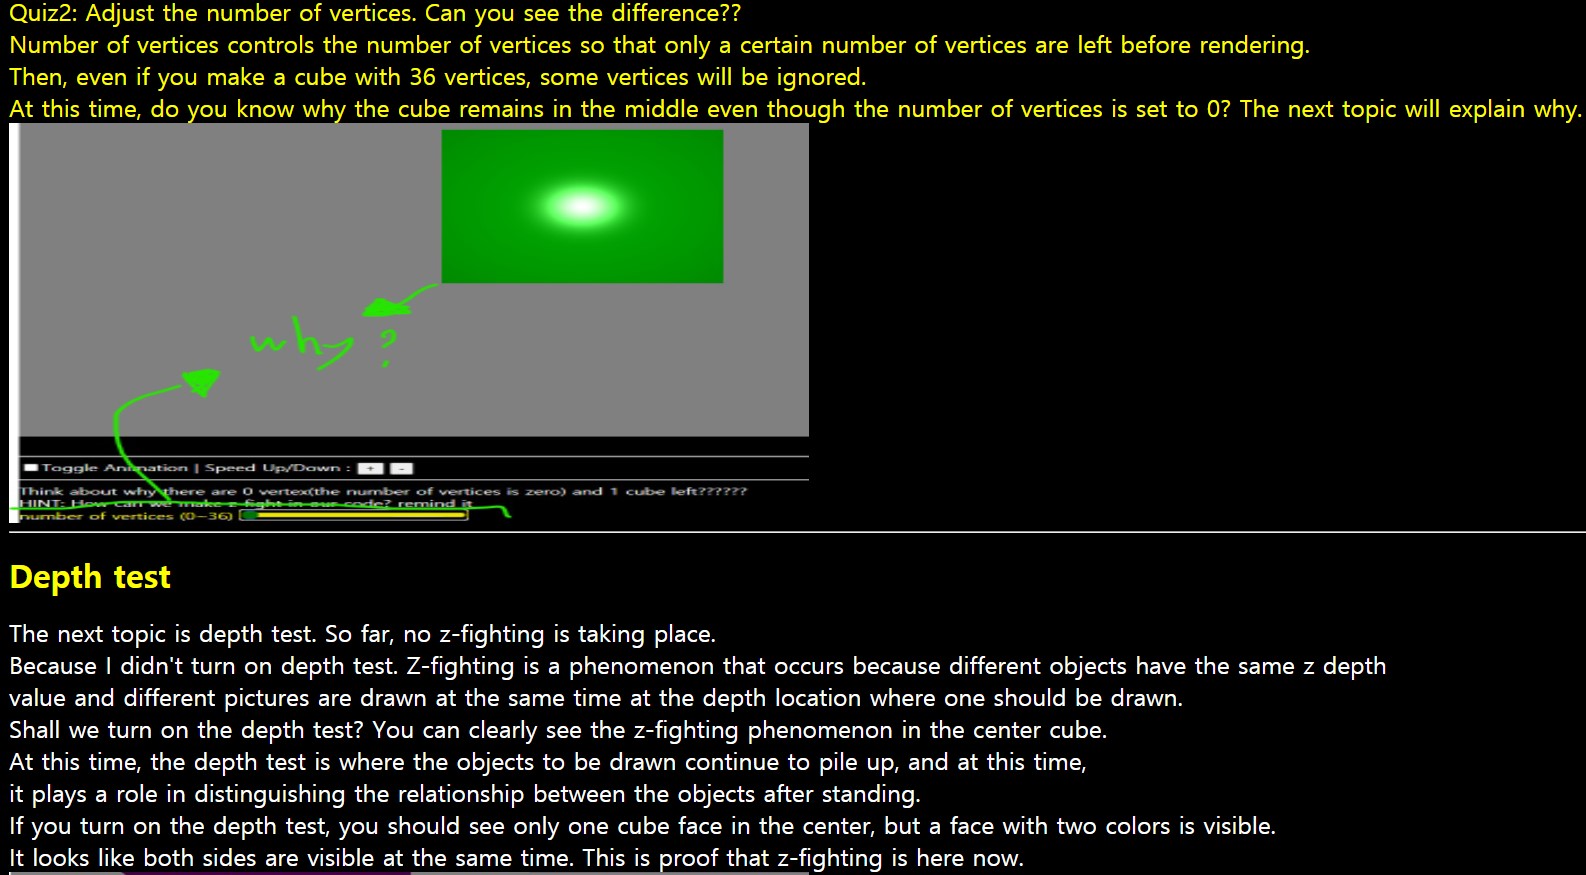 Quiz2: Adjust the number of vertices. Can you see the difference??
Number of vertices controls the number of vertices so that only a certain number of vertices are left before rendering.
Then, even if you make a cube with 36 vertices, some vertices will be ignored.
At this time, do you know why the cube remains in the middle even though the number of vertices is set to 0? The next topic will explain why.
why ?
Toggle Animation | Speed Up/Down : + -
Think about why there are 0 vertex(the number of vertices is zero) and 1 cube left??????
HINT: How can we make z-fight in our code? remind it
number of vertices (0~36)
Depth test
The next topic is depth test. So far, no z-fighting is taking place.
Because I didn't turn on depth test. Z-fighting is a phenomenon that occurs because different objects have the same z depth
value and different pictures are drawn at the same time at the depth location where one should be drawn.
Shall we turn on the depth test? You can clearly see the z-fighting phenomenon in the center cube.
At this time, the depth test is where the objects to be drawn continue to pile up, and at this time,
it plays a role in distinguishing the relationship between the objects after standing.
If you turn on the depth test, you should see only one cube face in the center, but a face with two colors is visible.
It looks like both sides are visible at the same time. This is proof that z-fighting is here now.